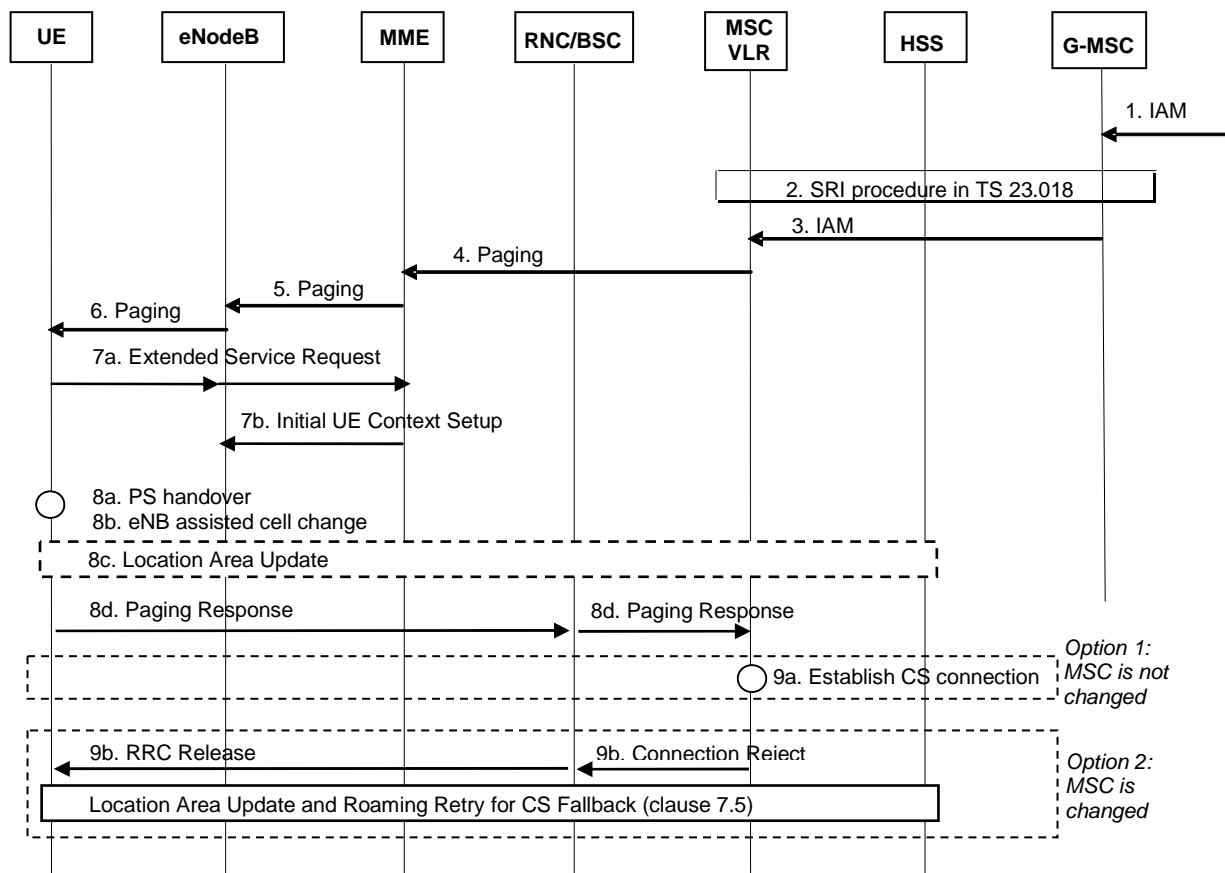 UE
eNodeB
MME
RNC/BSC
MSC
VLR
HSS
G-MSC
1. IAM
2. SRI procedure in TS 23.018
3. IAM
4. Paging
5. Paging
6. Paging
7a. Extended Service Request
7b. Initial UE Context Setup
8a. PS handover
8b. eNB assisted cell change
8c. Location Area Update
8d. Paging Response
8d. Paging Response
Option 1:
MSC is not
changed
9a. Establish CS connection
9b. RRC Release
9b. Connection Reject
Option 2:
MSC is
changed
Location Area Update and Roaming Retry for CS Fallback (clause 7.5)